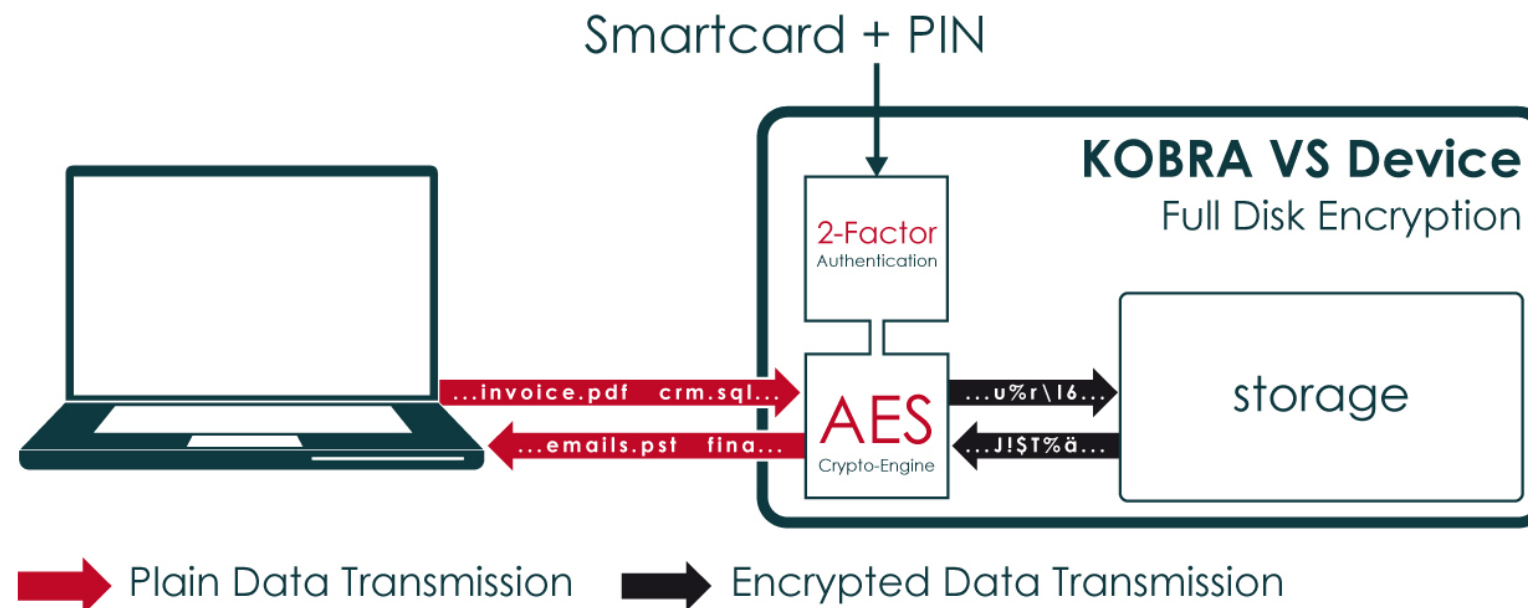 Smartcard + PIN
KOBRA VS Device
Full Disk Encryption
2-Factor
Authentication
...invoice.pdf crm.sql...
...emails.pst fina...
AES
Crypto-Engine
...u%r\I6...
...J!$T%ä...
storage
Plain Data Transmission
Encrypted Data Transmission